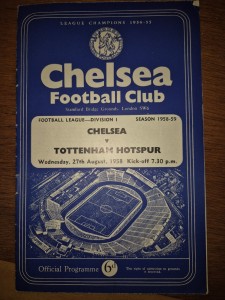 LEAGUE CHAMPIONS 1954-55
Chelsea
Football Club
Stamford Bridge Grounds, London SW6
FOOTBALL LEAGUE—DIVISION I SEASON 1958-59
CHELSEA
v
TOTTENHAM HOTSPUR
Wednesday, 27th August, 1958 Kick-off 7.30 p.m.
Official Programme 6d